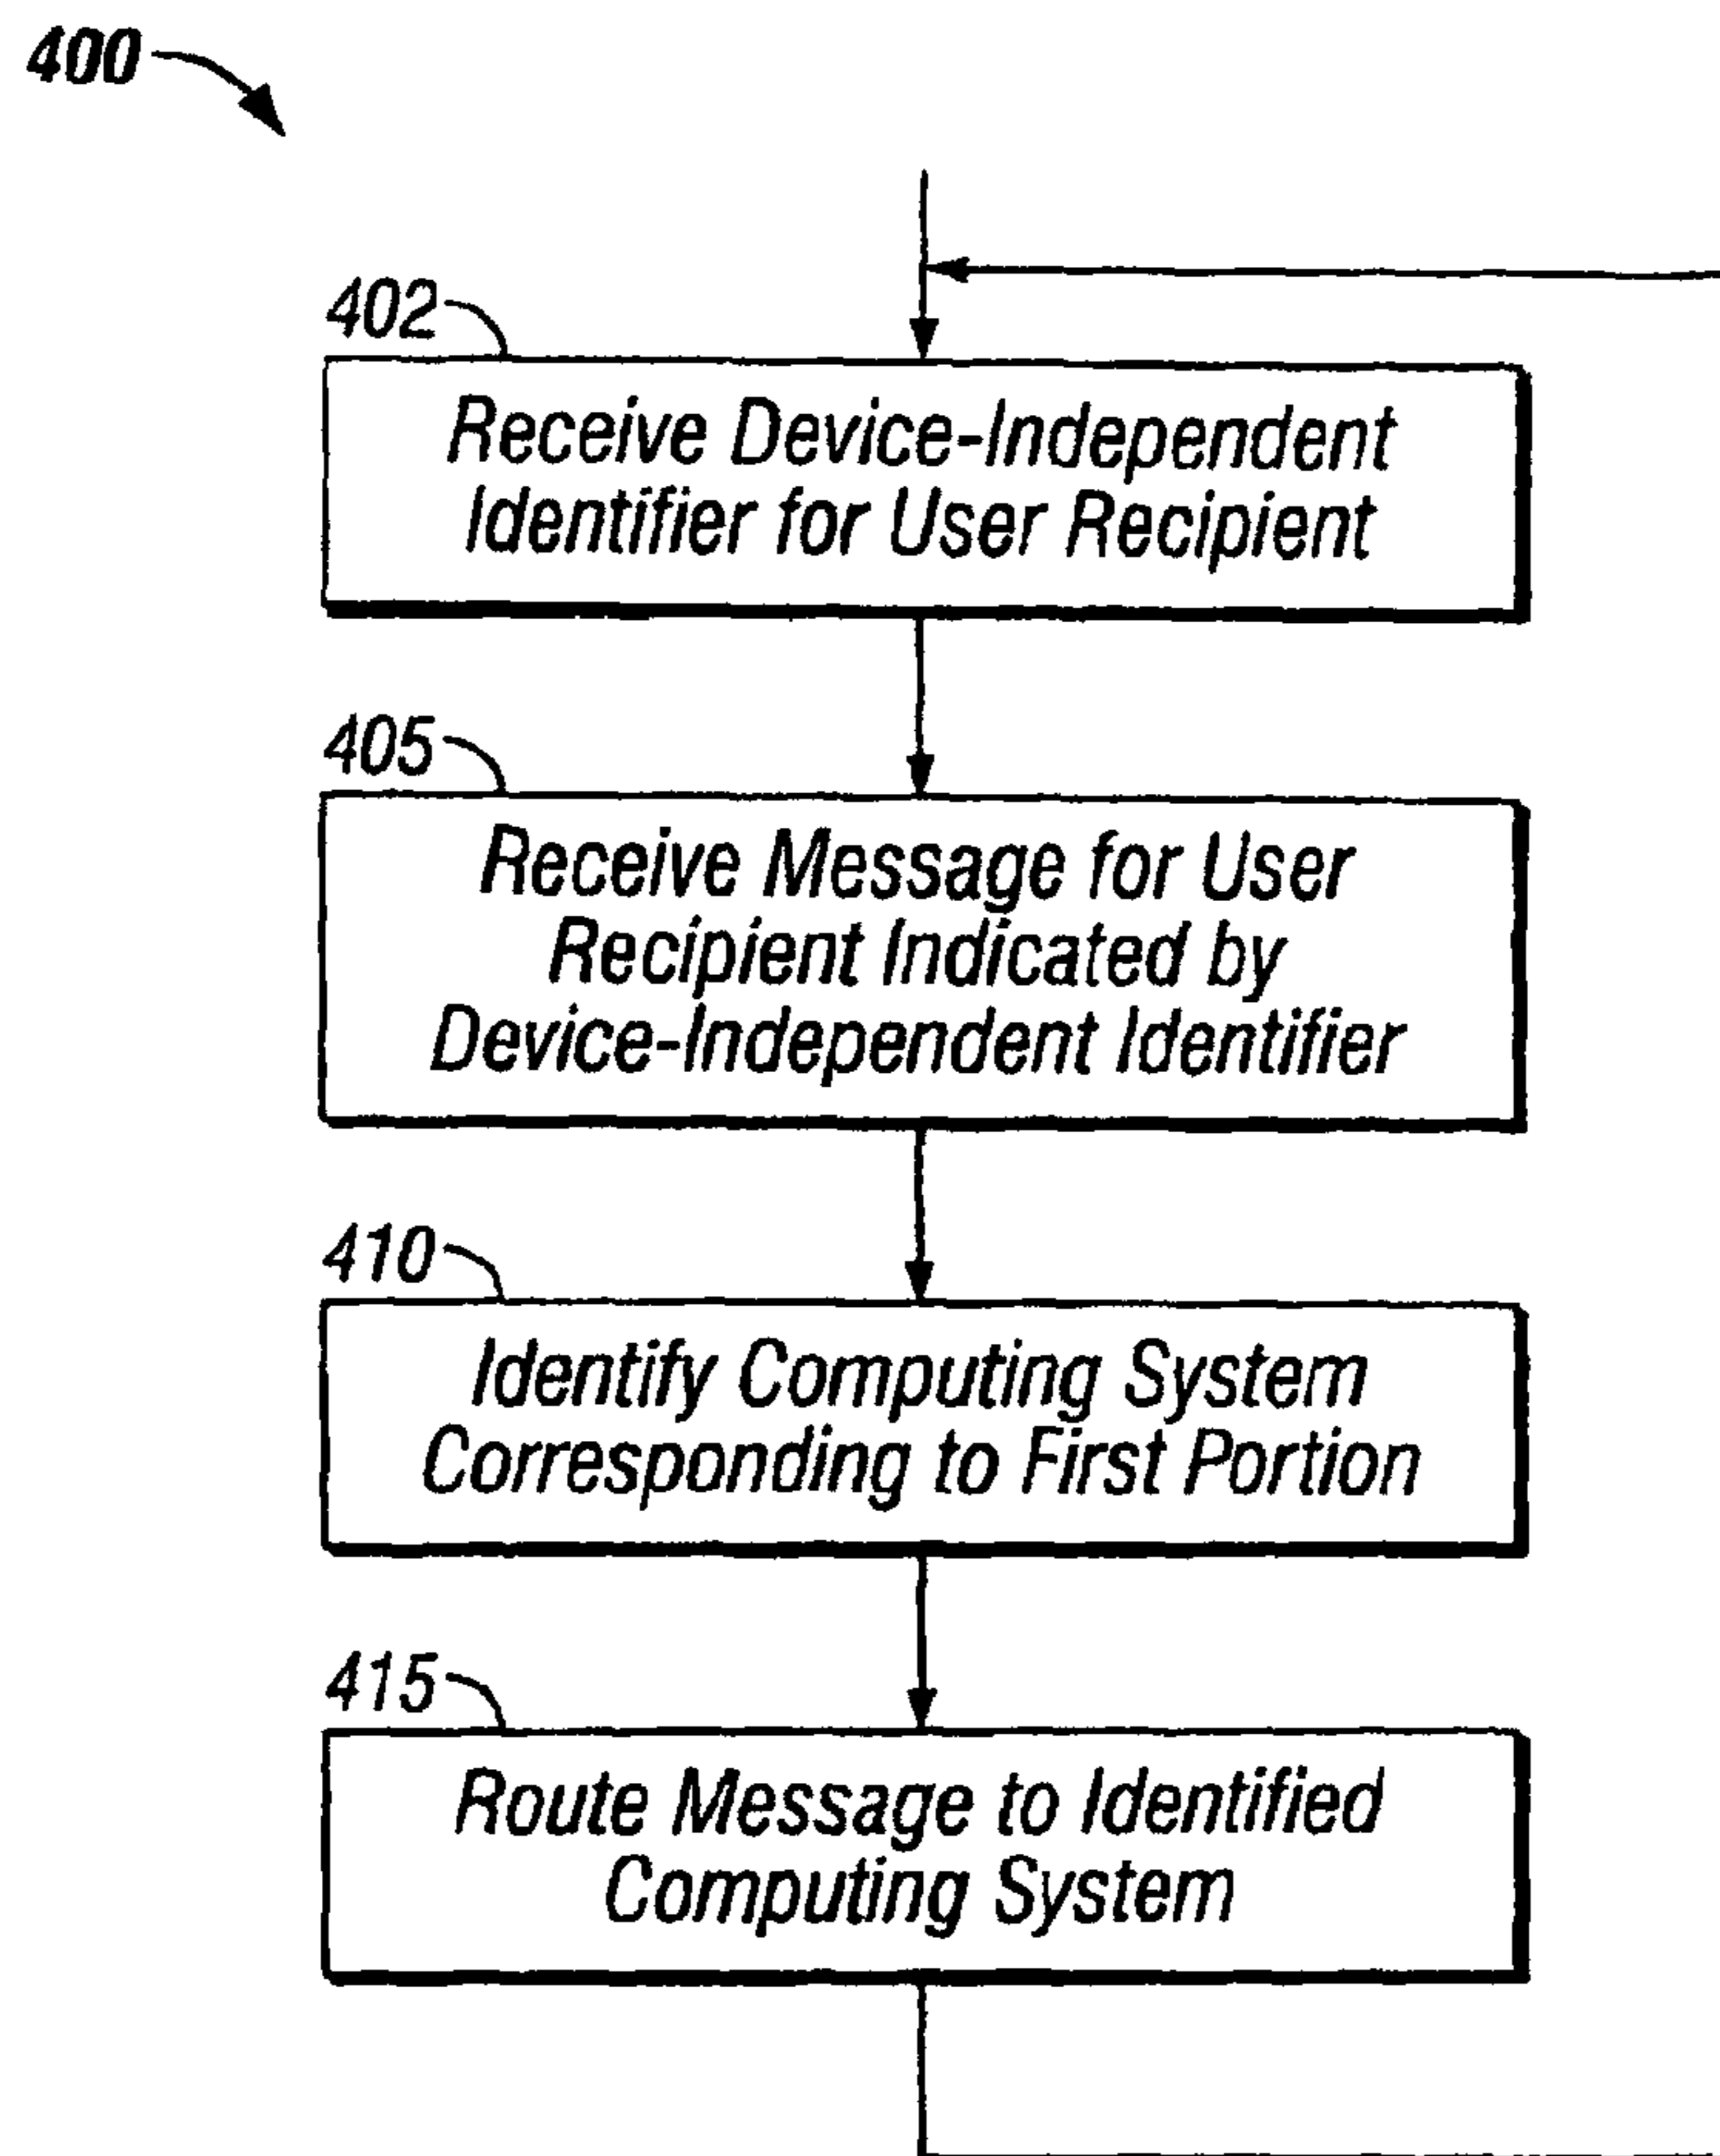 400
402
Receive Device-Independent
Identifier for User Recipient
405
Receive Message for User
Recipient Indicated by
Device-Independent Identifier
410
Identify Computing System
Corresponding to First Portion
415
Route Message to Identified
Computing System